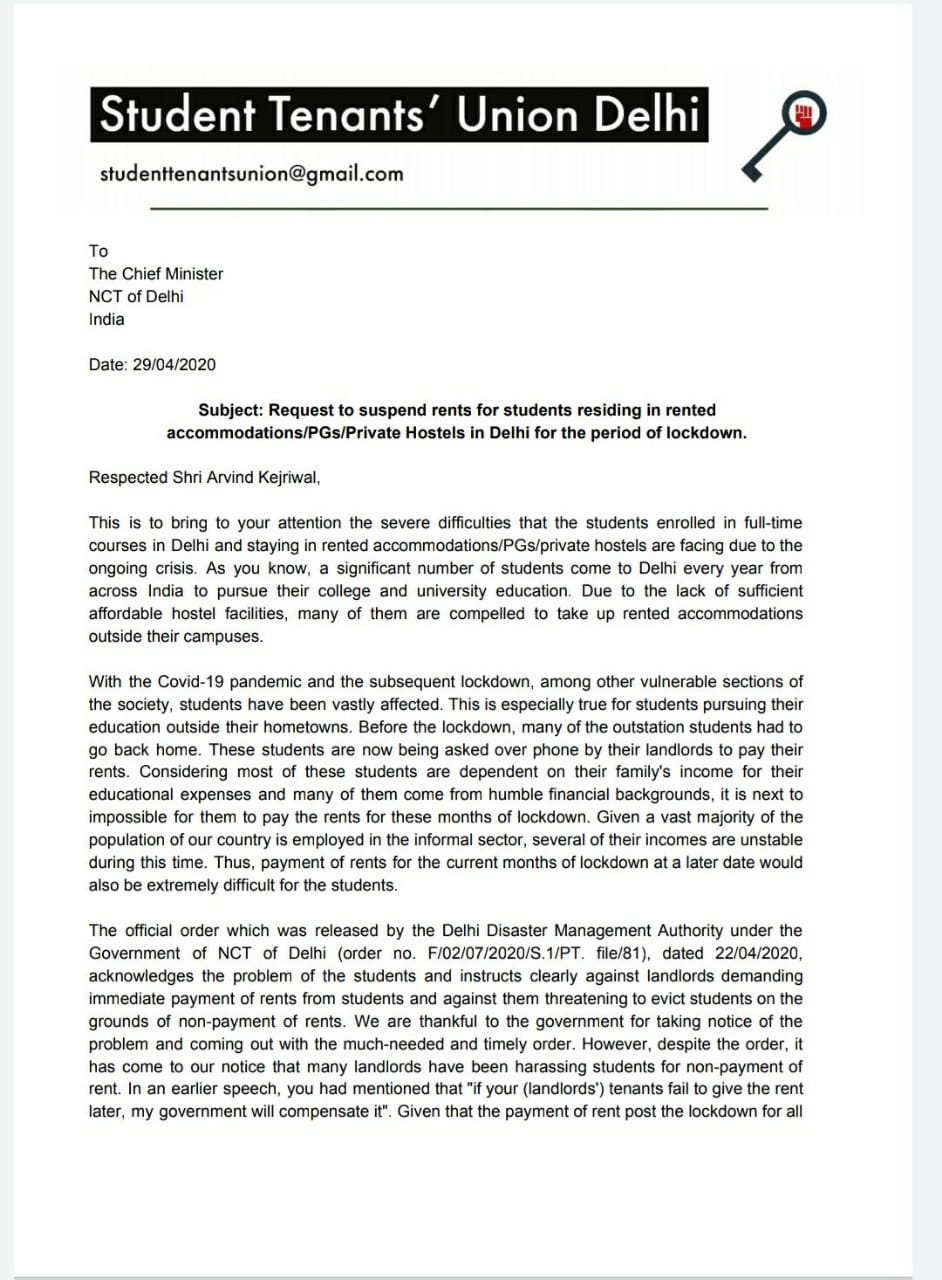 Student Tenants' Union Delhi
studenttenantsunion@gmail.com
To
The Chief Minister
NCT of Delhi
India
Date: 29/04/2020
Subject: Request to suspend rents for students residing in rented
accommodations/PGs/Private Hostels in Delhi for the period of lockdown.
Respected Shri Arvind Kejriwal,
This is to bring to your attention the severe difficulties that the students enrolled in full-time
courses in Delhi and staying in rented accommodations/PGs/private hostels are facing due to the
ongoing crisis. As you know, a significant number of students come to Delhi every year from
across India to pursue their college and university education. Due to the lack of sufficient
affordable hostel facilities, many of them are compelled to take up rented accommodations
outside their campuses.
With the Covid-19 pandemic and the subsequent lockdown, among other vulnerable sections of
the society, students have been vastly affected. This is especially true for students pursuing their
education outside their hometowns. Before the lockdown, many of the outstation students had to
go back home. These students are now being asked over phone by their landlords to pay their
rents. Considering most of these students are dependent on their family's income for their
educational expenses and many of them come from humble financial backgrounds, it is next to
impossible for them to pay the rents for these months of lockdown. Given a vast majority of the
population of our country is employed in the informal sector, several of their incomes are unstable
during this time. Thus, payment of rents for the current months of lockdown at a later date would
also be extremely difficult for the students.
The official order which was released by the Delhi Disaster Management Authority under the
Government of NCT of Delhi (order no. F/02/07/2020/S.1/PT. file/81), dated 22/04/2020,
acknowledges the problem of the students and instructs clearly against landlords demanding
immediate payment of rents from students and against them threatening to evict students on the
grounds of non-payment of rents. We are thankful to the government for taking notice of the
problem and coming out with the much-needed and timely order. However, despite the order, it
has come to our notice that many landlords have been harassing students for non-payment of
rent. In an earlier speech, you had mentioned that "if your (landlords') tenants fail to give the rent
later, my government will compensate it". Given that the payment of rent post the lockdown for all